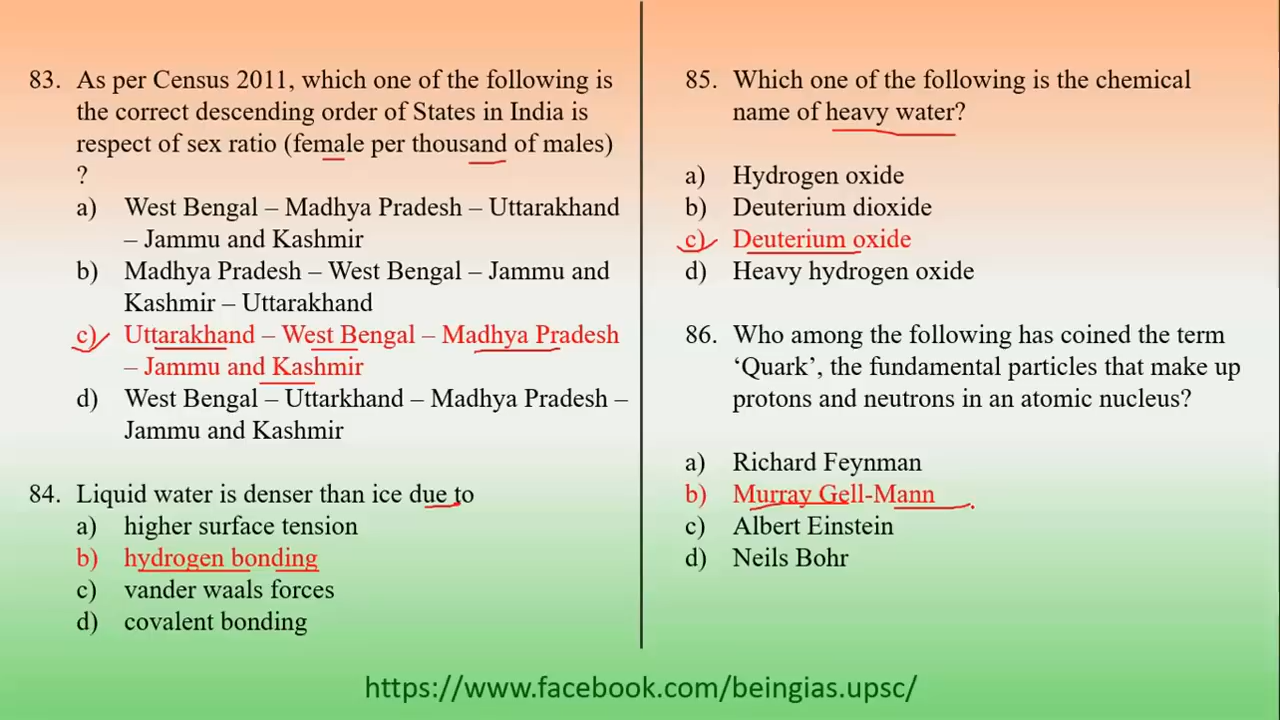 83. As per Census 2011, which one of the following is
the correct descending order of States in India is
respect of sex ratio (female per thousand of males)
?
a) West Bengal – Madhya Pradesh – Uttarakhand
– Jammu and Kashmir
b) Madhya Pradesh – West Bengal – Jammu and
Kashmir – Uttarakhand
c) Uttarakhand – West Bengal – Madhya Pradesh
– Jammu and Kashmir
d) West Bengal – Uttarkhand – Madhya Pradesh –
Jammu and Kashmir
84. Liquid water is denser than ice due to
a) higher surface tension
b) hydrogen bonding
c) vander waals forces
d) covalent bonding
85. Which one of the following is the chemical
name of heavy water?
a) Hydrogen oxide
b) Deuterium dioxide
c) Deuterium oxide
d) Heavy hydrogen oxide
86. Who among the following has coined the term
‘Quark’, the fundamental particles that make up
protons and neutrons in an atomic nucleus?
a) Richard Feynman
b) Murray Gell-Mann
c) Albert Einstein
d) Neils Bohr
https://www.facebook.com/beingias.upsc/